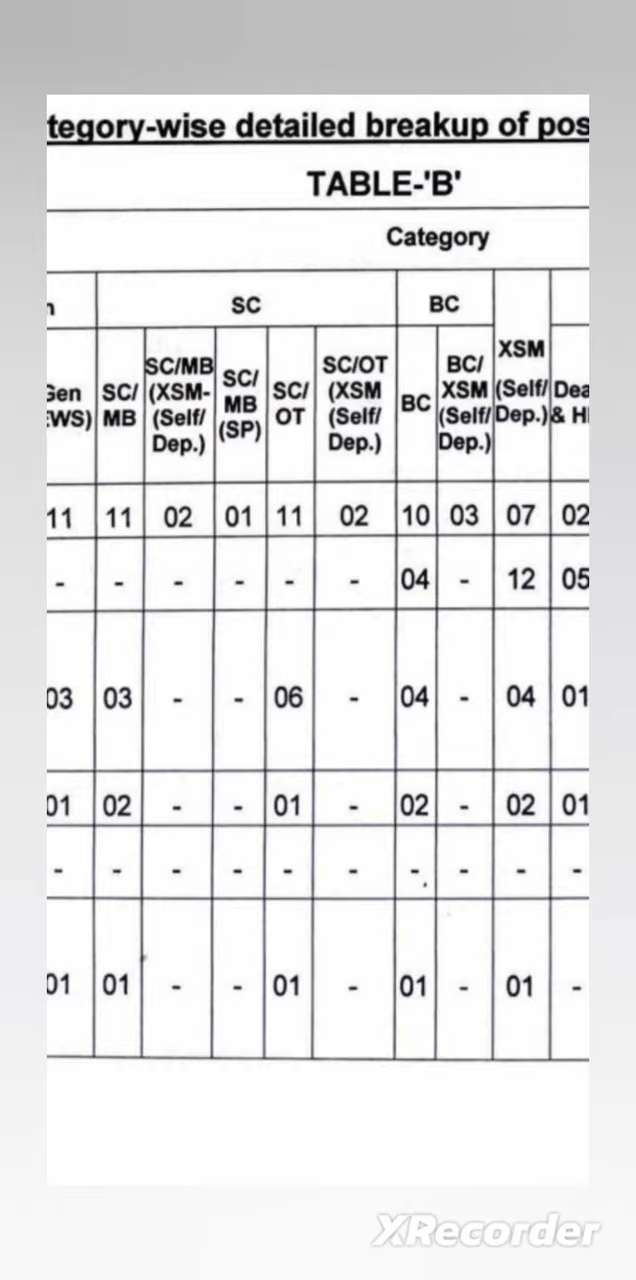 tegory-wise detailed breakup of pos
TABLE-'B'
Category
SC BC
XSM
Gen SC/ SC/MB SC/ SC/ SC/OT BC BC/ (Self/ Dea
WS) MB (XSM- MB OT (XSM XSM Dep.) & H
(Self/ (SP) (Self/ (Self/
Dep.) Dep.) Dep.)
11 11 02 01 11 02 10 03 07 02
- - - - - - 04 - 12 05
03 03 - - 06 - 04 - 04 01
01 02 - - 01 - 02 - 02 01
- - - - - - - - - -
01 01 - - 01 - 01 - 01 -
XRecorder